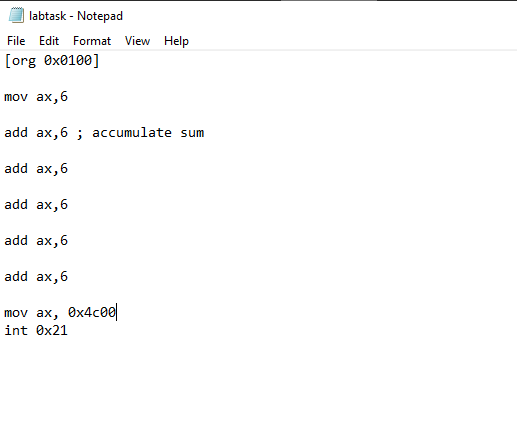 labtask - Notepad
File Edit Format View Help
[org 0x0100]
mov ax,6
add ax,6 ; accumulate sum
add ax,6
add ax,6
add ax,6
add ax,6
mov ax, 0x4c00
int 0x21